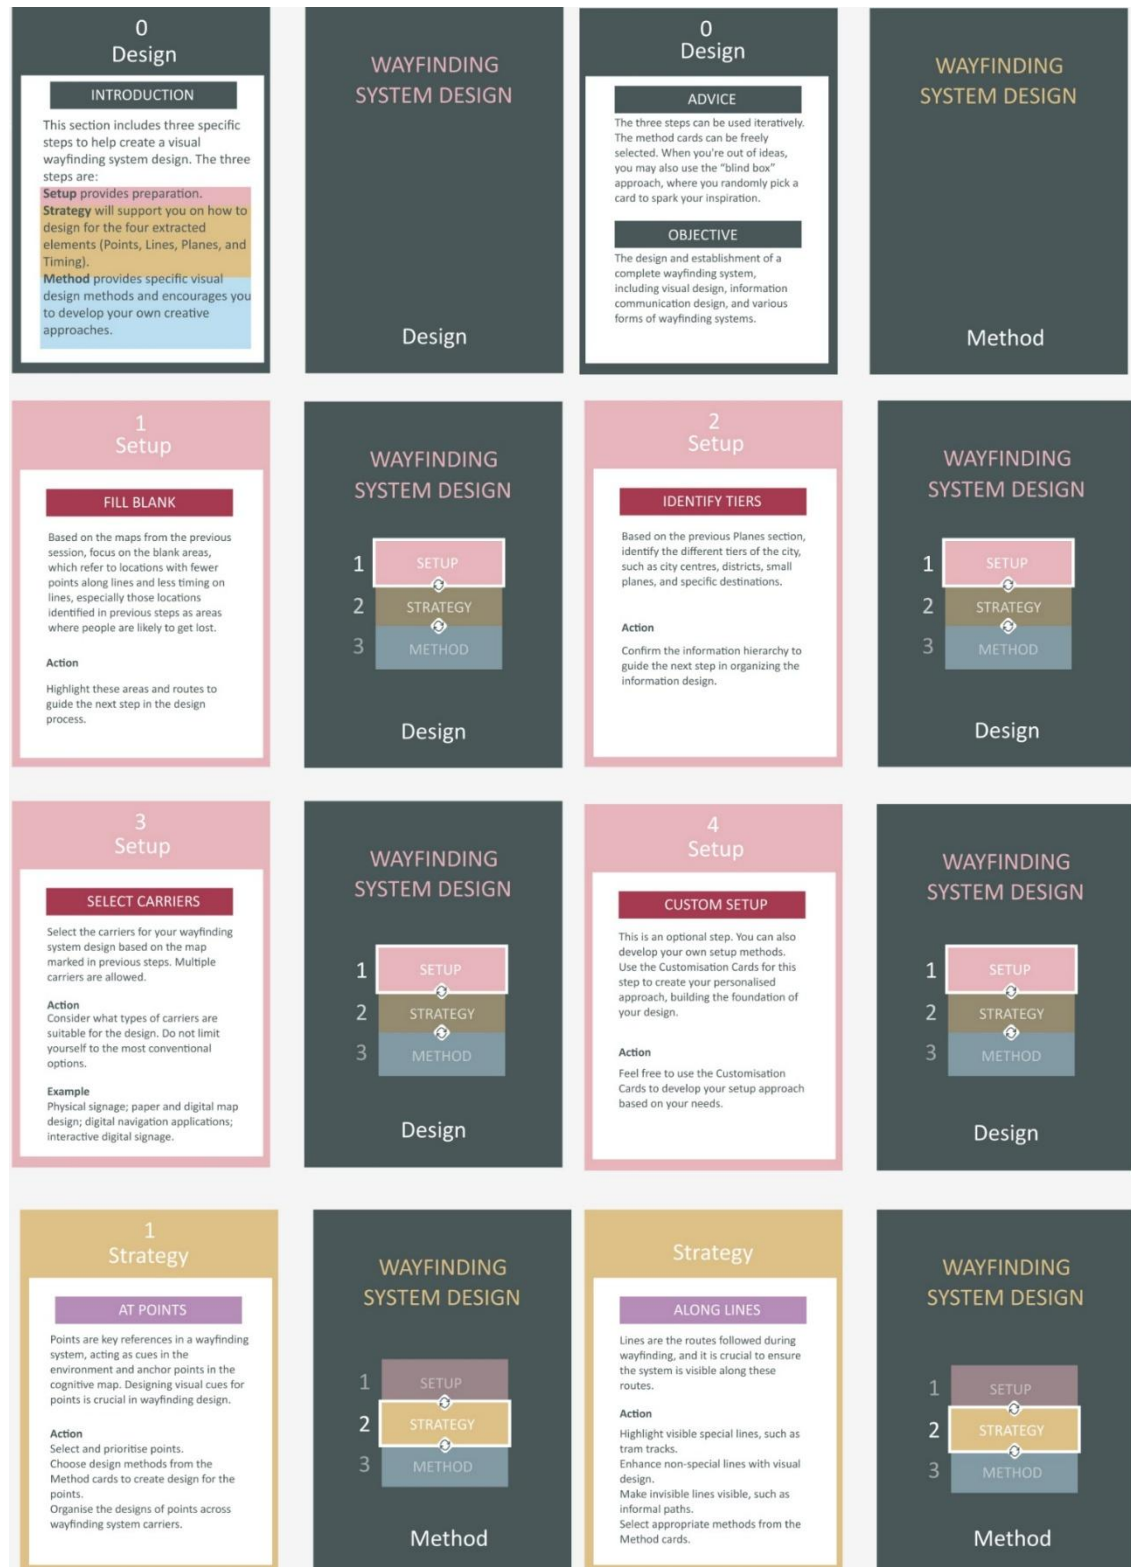 0
Design
INTRODUCTION
This section includes three specific
steps to help create a visual
wayfinding system design. The three
steps are:
Setup provides preparation.
Strategy will support you on how to
design for the four extracted
elements (Points, Lines, Planes, and
Timing).
Method provides specific visual
design methods and encourages you
to develop your own creative
approaches.
WAYFINDING
SYSTEM DESIGN
Design
0
Design
ADVICE
The three steps can be used iteratively.
The method cards can be freely
selected. When you're out of ideas,
you may also use the “blind box”
approach, where you randomly pick a
card to spark your inspiration.
OBJECTIVE
The design and establishment of a
complete wayfinding system,
including visual design, information
communication design, and various
forms of wayfinding systems.
WAYFINDING
SYSTEM DESIGN
Method
1
Setup
FILL BLANK
Based on the maps from the previous
session, focus on the blank areas,
which refer to locations with fewer
points along lines and less timing on
lines, especially those locations
identified in previous steps as areas
where people are likely to get lost.
Action
Highlight these areas and routes to
guide the next step in the design
process.
WAYFINDING
SYSTEM DESIGN
1 SETUP
2 STRATEGY
3 METHOD
Design
2
Setup
IDENTIFY TIERS
Based on the previous Planes section,
identify the different tiers of the city,
such as city centres, districts, small
planes, and specific destinations.
Action
Confirm the information hierarchy to
guide the next step in organizing the
information design.
WAYFINDING
SYSTEM DESIGN
1 SETUP
2 STRATEGY
3 METHOD
Design
3
Setup
SELECT CARRIERS
Select the carriers for your wayfinding
system design based on the map
marked in previous steps. Multiple
carriers are allowed.
Action
Consider what types of carriers are
suitable for the design. Do not limit
yourself to the most conventional
options.
Example
Physical signage; paper and digital map
design; digital navigation applications;
interactive digital signage.
WAYFINDING
SYSTEM DESIGN
1 SETUP
2 STRATEGY
3 METHOD
Design
4
Setup
CUSTOM SETUP
This is an optional step. You can also
develop your own setup methods.
Use the Customisation Cards for this
step to create your personalised
approach, building the foundation of
your design.
Action
Feel free to use the Customisation
Cards to develop your setup approach
based on your needs.
WAYFINDING
SYSTEM DESIGN
1 SETUP
2 STRATEGY
3 METHOD
Design
1
Strategy
AT POINTS
Points are key references in a wayfinding
system, acting as cues in the
environment and anchor points in the
cognitive map. Designing visual cues for
points is crucial in wayfinding design.
Action
Select and prioritise points.
Choose design methods from the
Method cards to create design for the
points.
Organise the designs of points across
wayfinding system carriers.
WAYFINDING
SYSTEM DESIGN
1 SETUP
2 STRATEGY
3 METHOD
Method
Strategy
ALONG LINES
Lines are the routes followed during
wayfinding, and it is crucial to ensure
the system is visible along these
routes.
Action
Highlight visible special lines, such as
tram tracks.
Enhance non-special lines with visual
design.
Make invisible lines visible, such as
informal paths.
Select appropriate methods from the
Method cards.
WAYFINDING
SYSTEM DESIGN
1 SETUP
2 STRATEGY
3 METHOD
Method